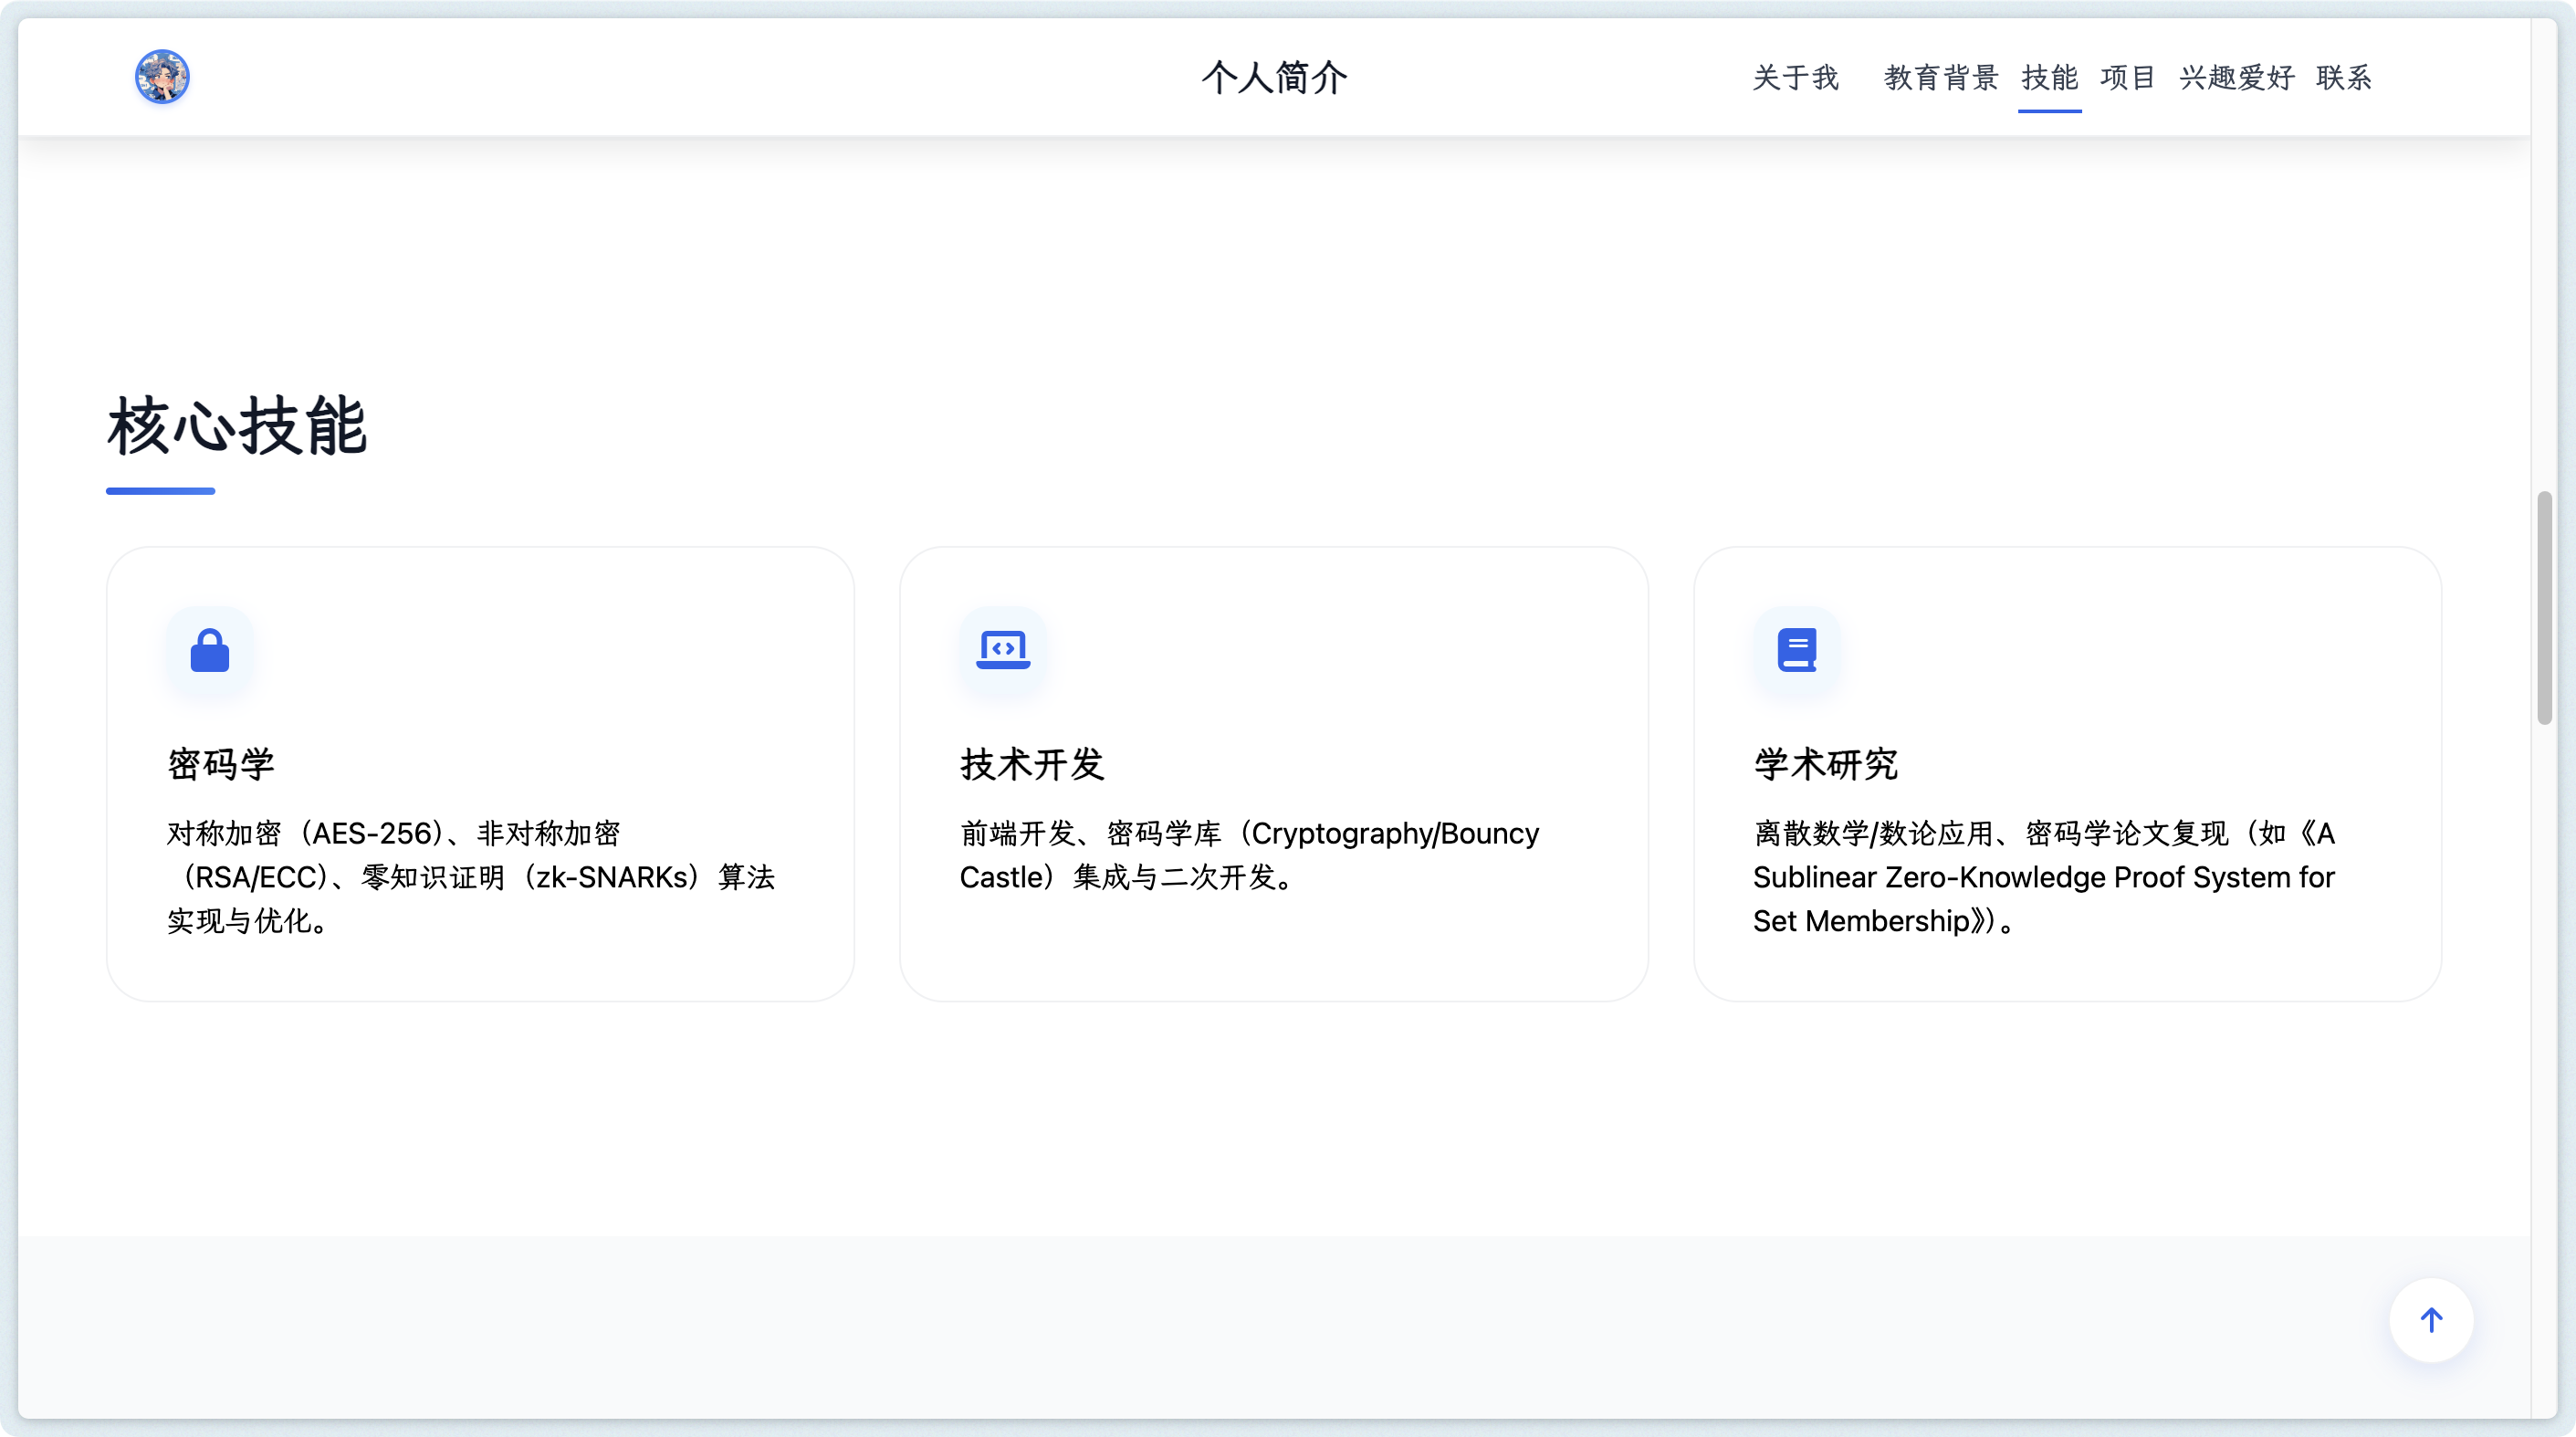 个人简介
关于我 教育背景 技能 项目 兴趣爱好 联系
核心技能
密码学
对称加密（AES-256）、非对称加密
（RSA/ECC）、零知识证明（zk-SNARKs）算法
实现与优化。
技术开发
前端开发、密码学库（Cryptography/Bouncy
Castle）集成与二次开发。
学术研究
离散数学/数论应用、密码学论文复现（如《A
Sublinear Zero-Knowledge Proof System for
Set Membership》）。